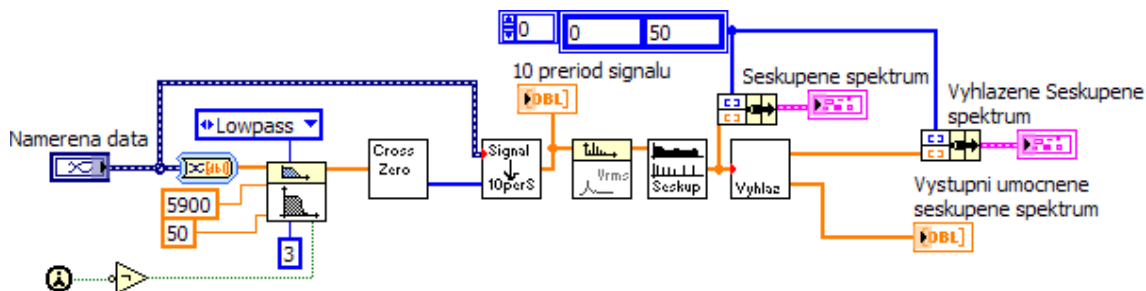 0 0 50
10 preriod signalu
DBL
Seskupene spektrum
Vyhlazene Seskupene
spektrum
Lowpass
Namerena data
[db]
Cross
Zero
Signal
10perS
Vrms
Seskup
Vyhlaz
5900
50
3
Vystupni umocnene
seskupene spektrum
DBL